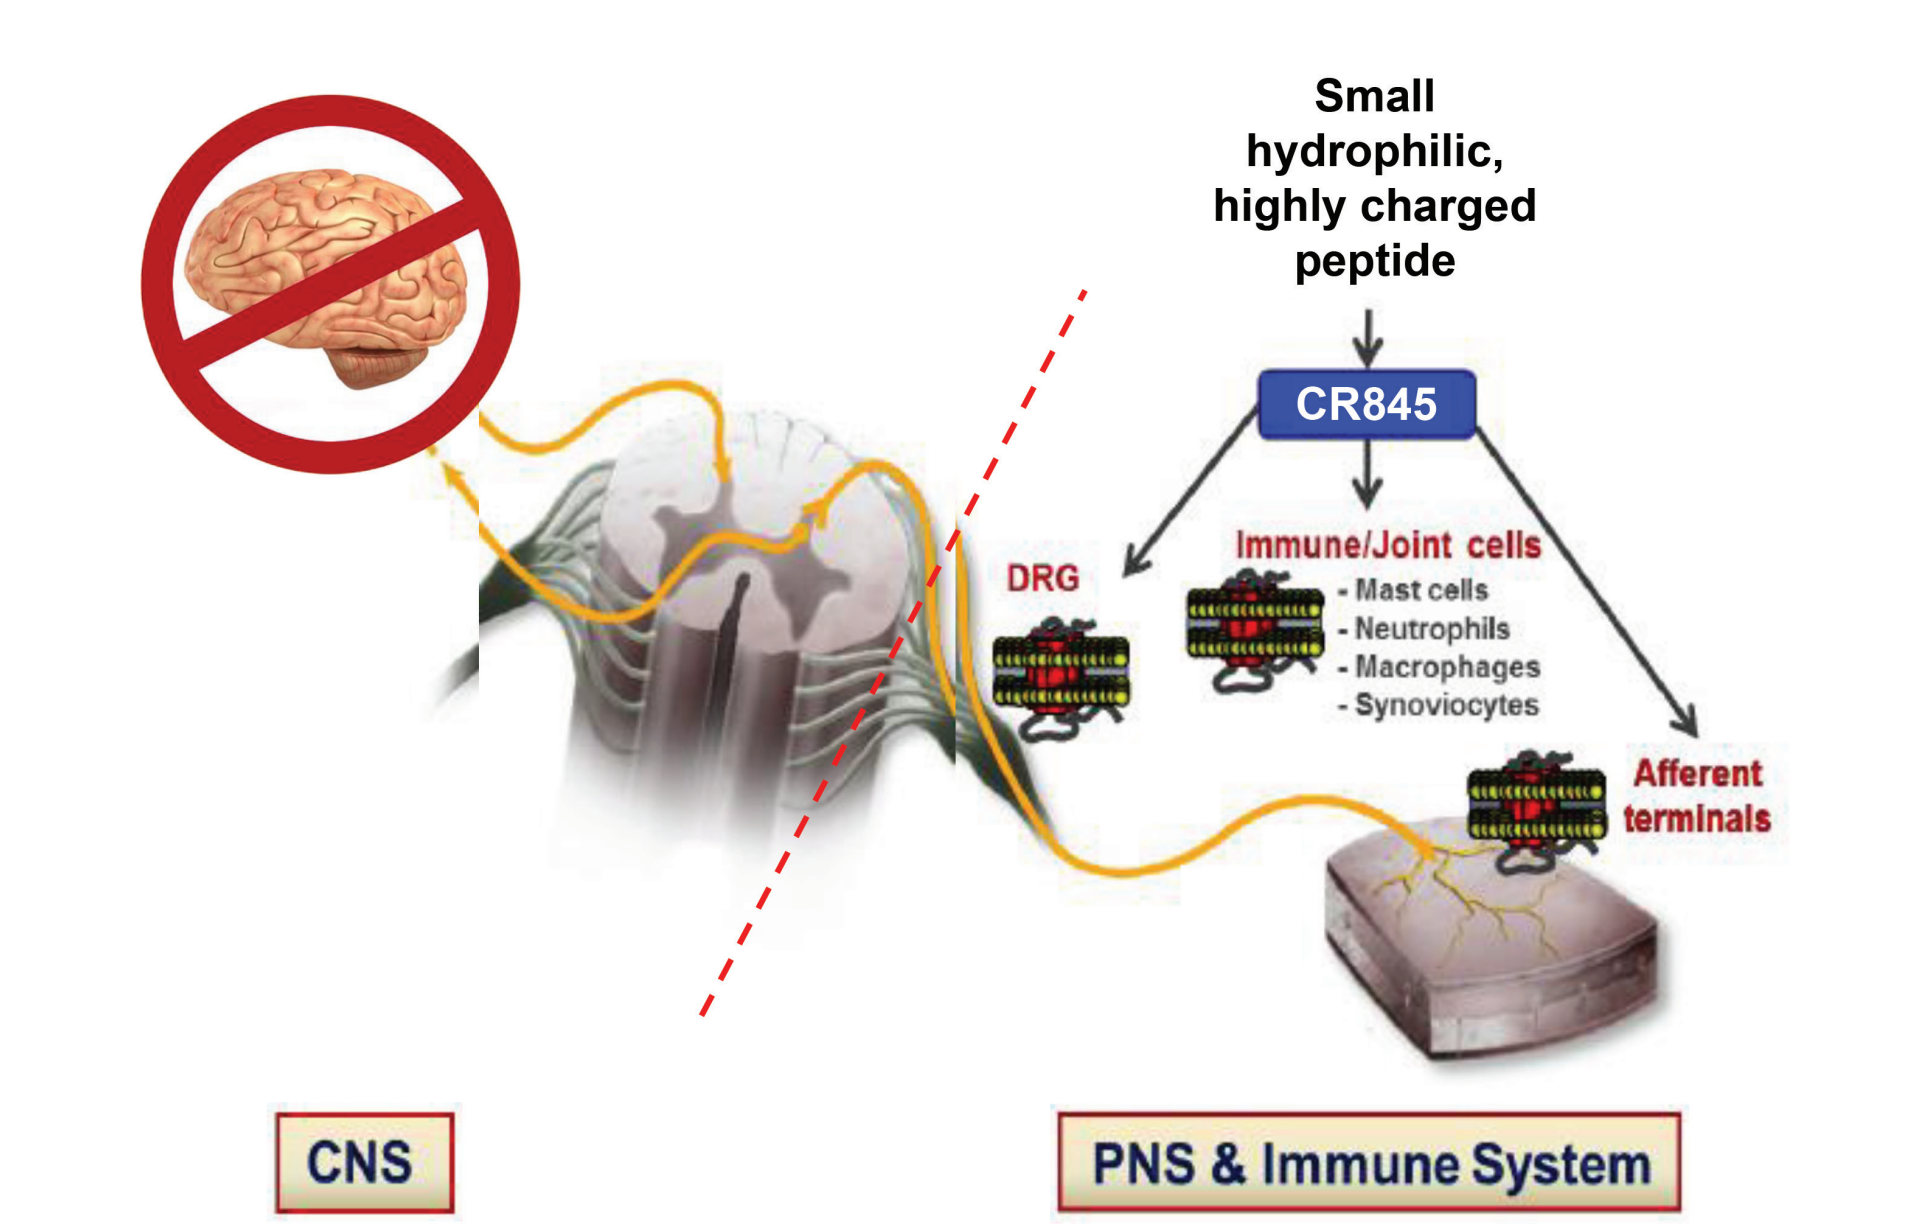 Small
hydrophilic,
highly charged
peptide
CR845
DRG
Immune/Joint cells
- Mast cells
- Neutrophils
- Macrophages
- Synoviocytes
Afferent
terminals
CNS
PNS & Immune System